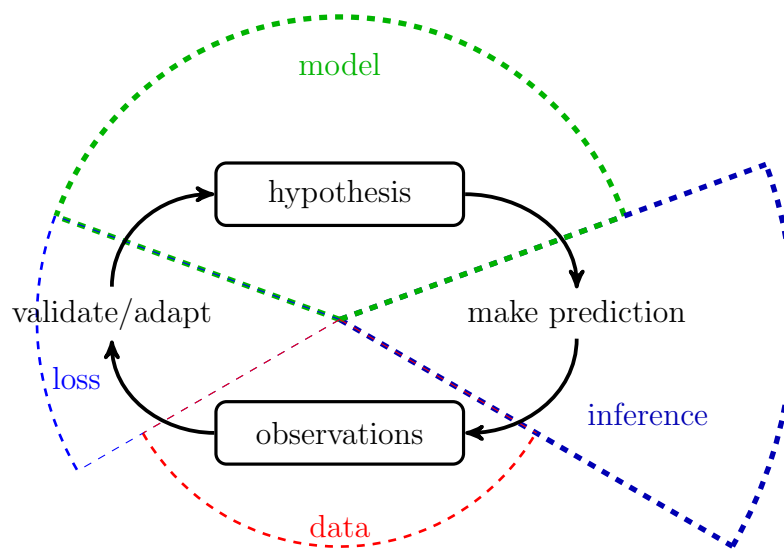 model
hypothesis
validate/adapt
make prediction
loss
inference
observations
data